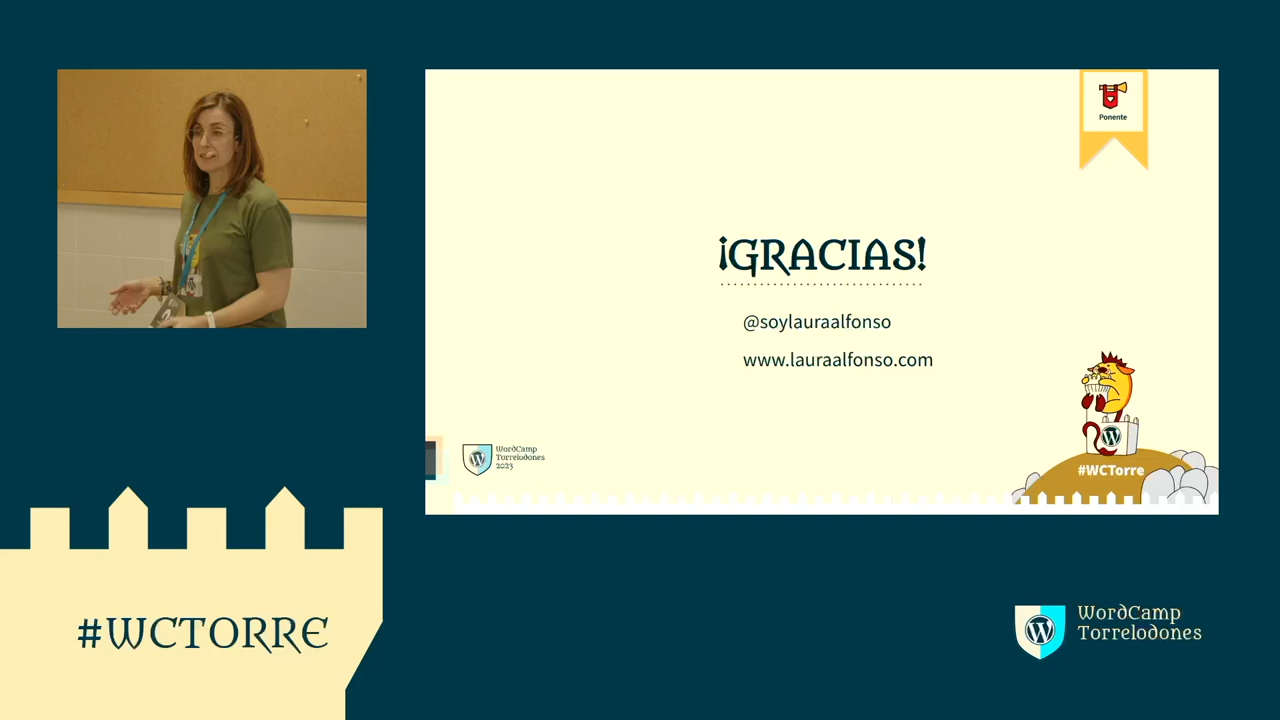 Ponente
¡GRACIAS!
@soylauraalfonso
www.lauraalfonso.com
WordCamp
Torrelodones
2023
#WCTorre
#WCTORRE
WordCamp
Torrelodones